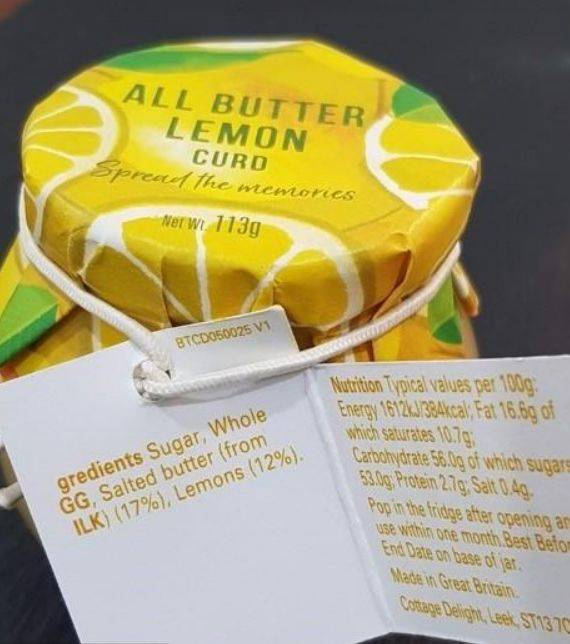 ALL BUTTER
LEMON
CURD
Spread the memories
Net Wt. 113g
BTCD050025 V1
gredients Sugar, Whole
GG, Salted butter (from
ILK) (17%), Lemons (12%).
Nutrition Typical values per 100g:
Energy 1612kJ/384kcal; Fat 16.6g of
which saturates 10.7g;
Carbohydrate 56.0g of which sugars
53.0g; Protein 2.7g; Salt 0.4g.
Pop in the fridge after opening an
use within one month. Best Befor
End Date on base of jar.
Made in Great Britain.
Cottage Delight, Leek, ST13 7Q